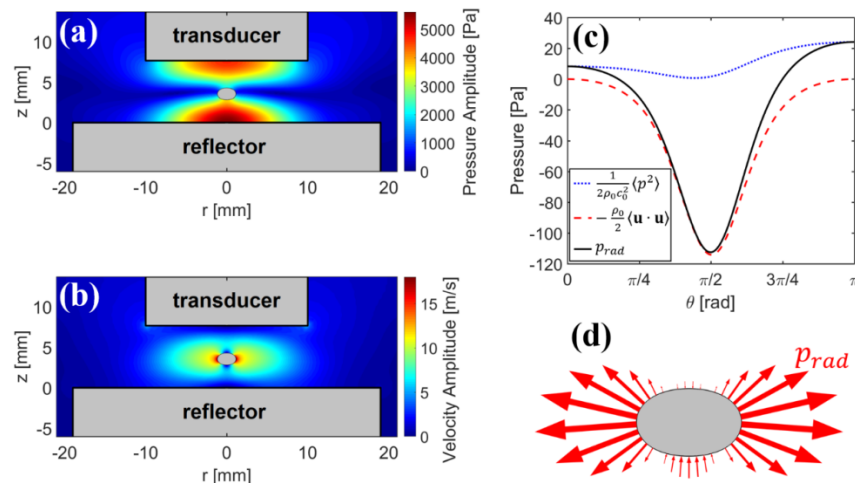 (a)
transducer
reflector
z [mm]
10
5
0
-5
-20
-10
0
10
20
r [mm]
5000
4000
3000
2000
1000
0
Pressure Amplitude [Pa]
(b)
transducer
reflector
z [mm]
10
5
0
-5
-20
-10
0
10
20
r [mm]
15
10
5
0
Velocity Amplitude [m/s]
(c)
Pressure [Pa]
40
20
0
-20
-40
-60
-80
-100
-120
1/(2ρ₀c₀²) ⟨p²⟩
-ρ₀/2 ⟨u · u⟩
p_rad
0
π/4
π/2
3π/4
π
θ [rad]
(d)
p_rad